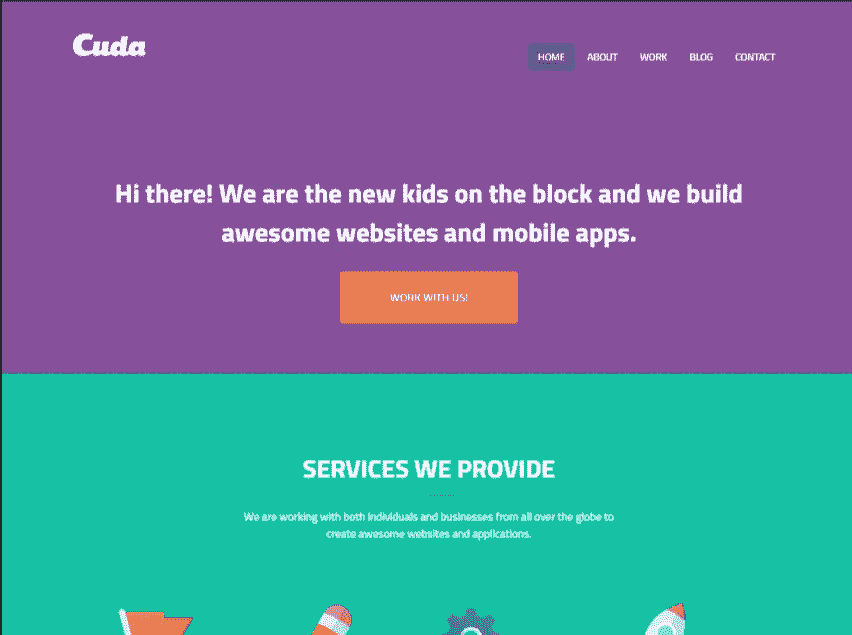 Cuda
HOME ABOUT WORK BLOG CONTACT
Hi there! We are the new kids on the block and we build
awesome websites and mobile apps.
WORK WITH US!
SERVICES WE PROVIDE
We are working with both individuals and businesses from all over the globe to
create awesome websites and applications.